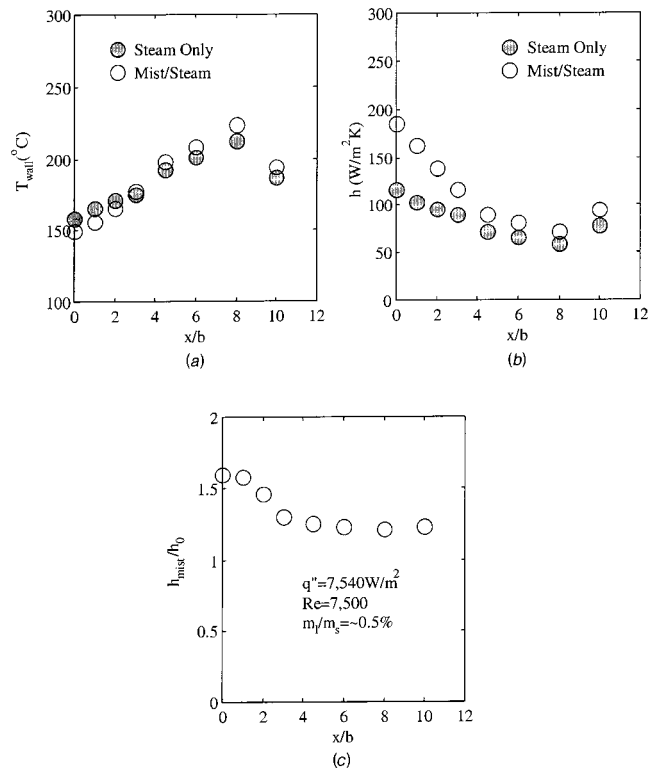 300
250
200
150
100
T_wall (°C)
Steam Only
Mist/Steam
0 2 4 6 8 10 12
x/b
(a)
300
250
200
150
100
50
0
h (W/m²K)
Steam Only
Mist/Steam
0 2 4 6 8 10 12
x/b
(b)
2
1.5
1
0.5
0
h_mist/h_0
q"=7,540W/m²
Re=7,500
m_l/m_s=~0.5%
0 2 4 6 8 10 12
x/b
(c)